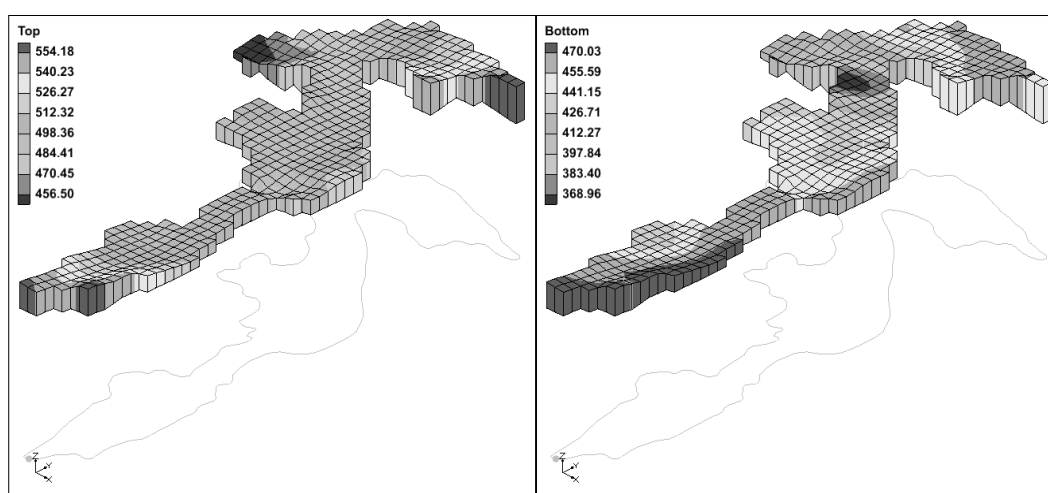 Top
554.18
540.23
526.27
512.32
498.36
484.41
470.45
456.50
Z
Y
X
Bottom
470.03
455.59
441.15
426.71
412.27
397.84
383.40
368.96
Z
Y
X